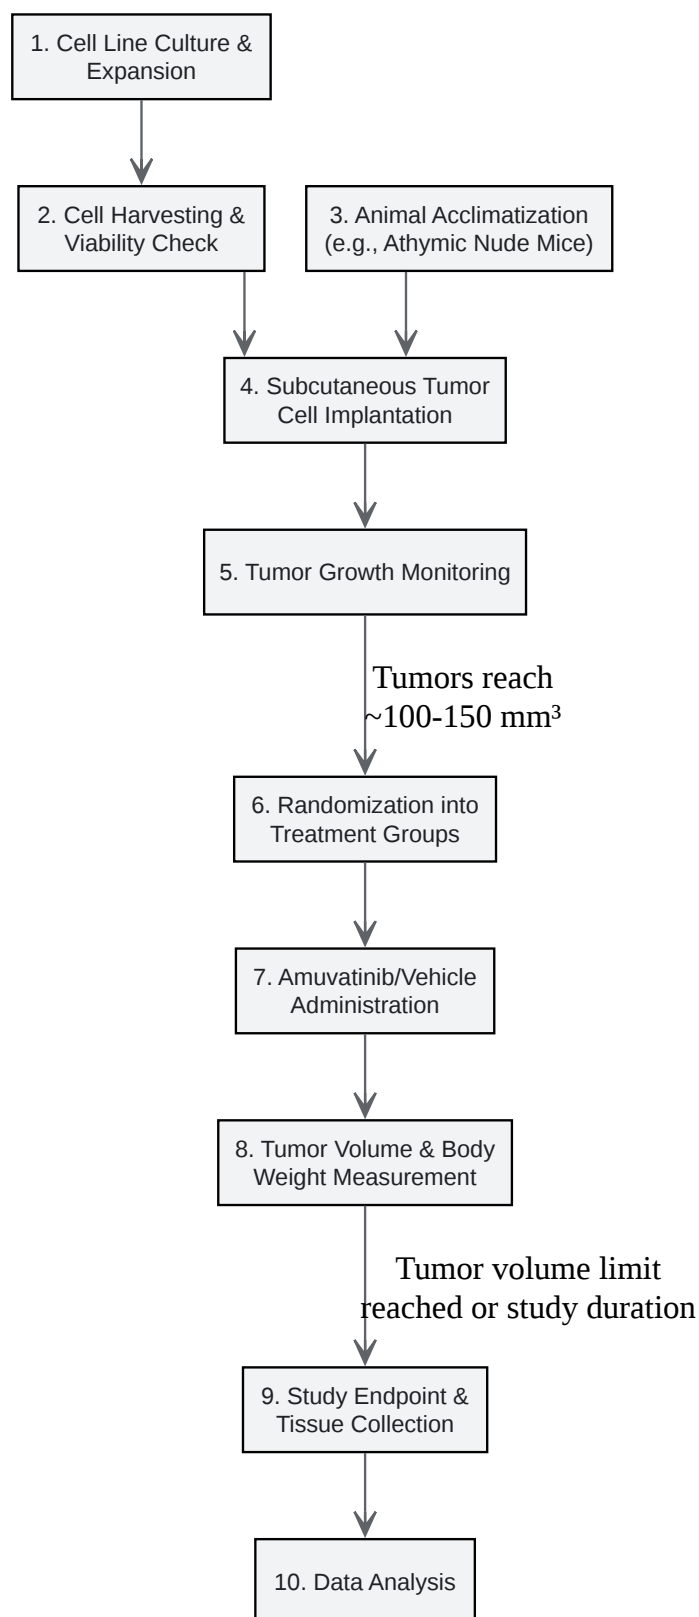 1. Cell Line Culture &
Expansion
2. Cell Harvesting &
Viability Check
3. Animal Acclimatization
(e.g., Athymic Nude Mice)
4. Subcutaneous Tumor
Cell Implantation
5. Tumor Growth Monitoring
Tumors reach
~100-150 mm³
6. Randomization into
Treatment Groups
7. Amuvatinib/Vehicle
Administration
8. Tumor Volume & Body
Weight Measurement
Tumor volume limit
reached or study duration
9. Study Endpoint &
Tissue Collection
10. Data Analysis